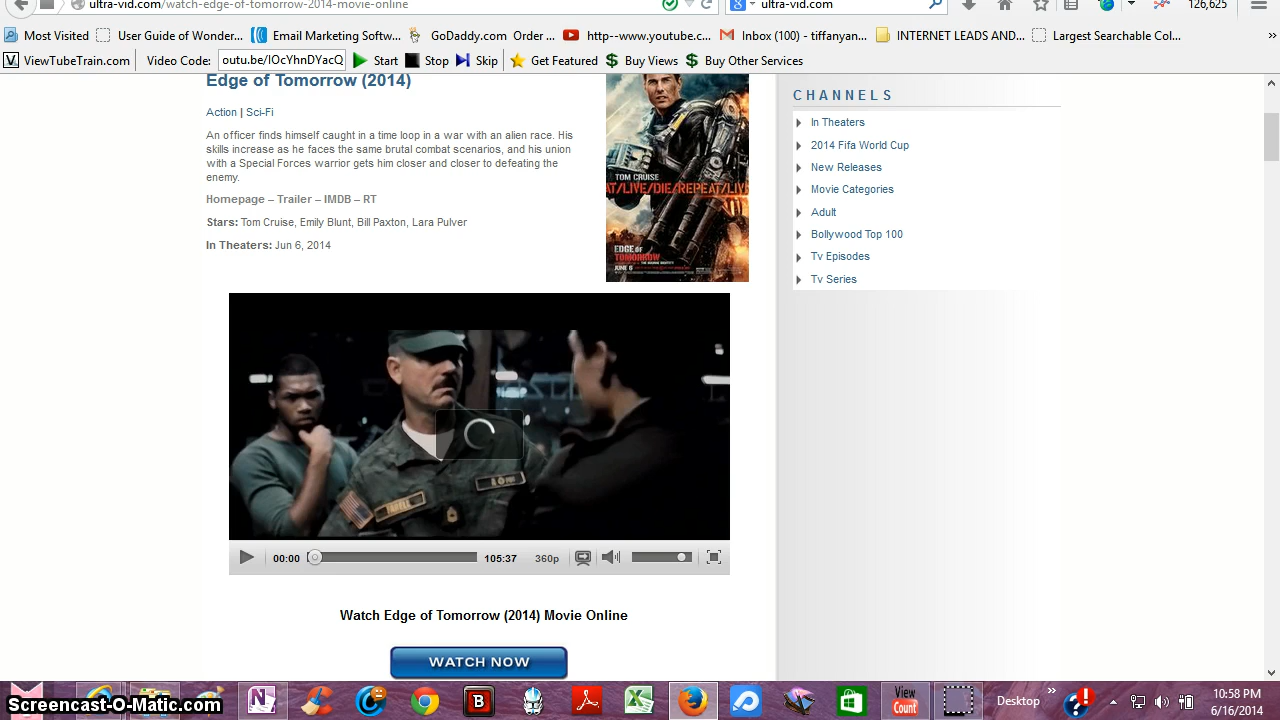 ultra-vid.com/watch-edge-of-tomorrow-2014-movie-online
ultra-vid.com
126,625
Most Visited User Guide of Wonder... Email Marketing Softw... GoDaddy.com Order ... http--www.youtube.c... Inbox (100) - tiffanyan... INTERNET LEADS AND... Largest Searchable Col... »
ViewTubeTrain.com Video Code: outu.be/IOcYhnDYacQ Start Stop Skip Get Featured $ Buy Views $ Buy Other Services
Edge of Tomorrow (2014)
Action | Sci-Fi
An officer finds himself caught in a time loop in a war with an alien race. His
skills increase as he faces the same brutal combat scenarios, and his union
with a Special Forces warrior gets him closer and closer to defeating the
enemy.
Homepage – Trailer – IMDB – RT
Stars: Tom Cruise, Emily Blunt, Bill Paxton, Lara Pulver
In Theaters: Jun 6, 2014
TOM CRUISE
AT/LIVE/DIE/REPEAT/LIV
EDGE OF
TOMORROW
JUNE 6
CHANNELS
In Theaters
2014 Fifa World Cup
New Releases
Movie Categories
Adult
Bollywood Top 100
Tv Episodes
Tv Series
FARELL
00:00 105:37 360p
Watch Edge of Tomorrow (2014) Movie Online
WATCH NOW
Screencast-O-Matic.com
View
Count
Desktop »
10:58 PM
6/16/2014